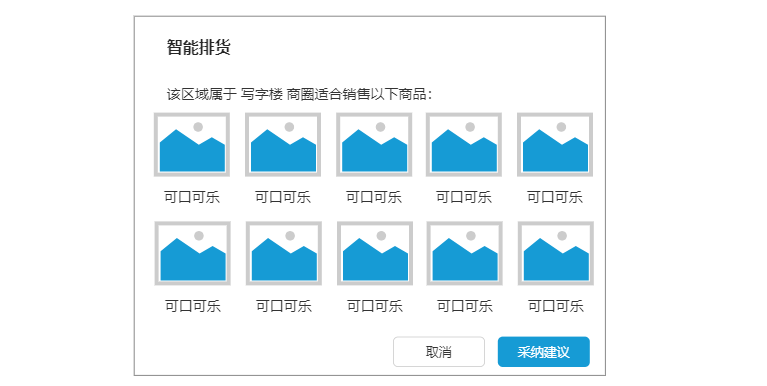 智能排货
该区域属于 写字楼 商圈适合销售以下商品：
可口可乐 可口可乐 可口可乐 可口可乐 可口可乐
可口可乐 可口可乐 可口可乐 可口可乐 可口可乐
取消 采纳建议